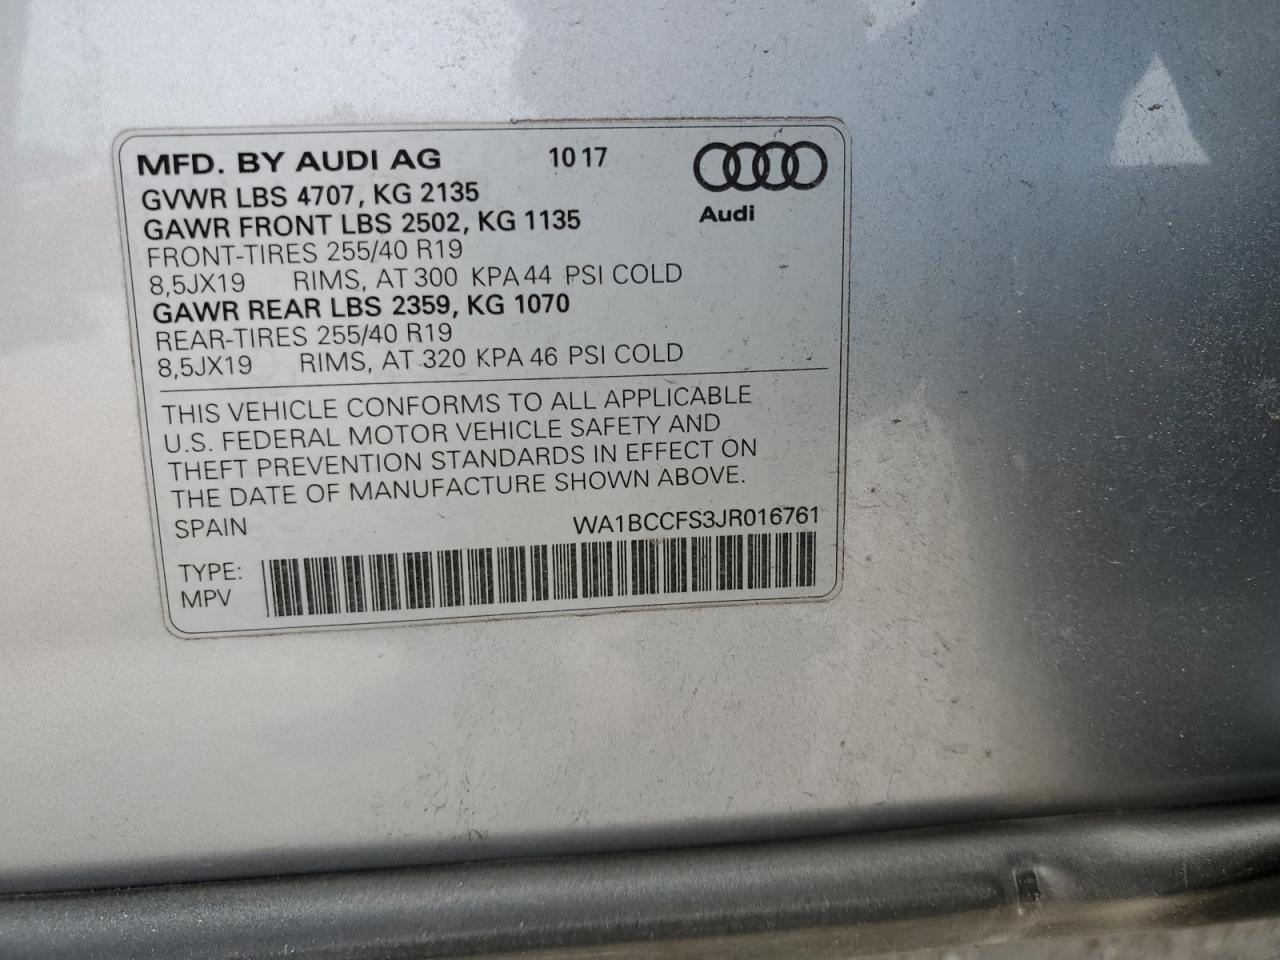 MFD. BY AUDI AG 10 17
GVWR LBS 4707, KG 2135
GAWR FRONT LBS 2502, KG 1135
Audi
FRONT-TIRES 255/40 R19
8,5JX19 RIMS, AT 300 KPA 44 PSI COLD
GAWR REAR LBS 2359, KG 1070
REAR-TIRES 255/40 R19
8,5JX19 RIMS, AT 320 KPA 46 PSI COLD
THIS VEHICLE CONFORMS TO ALL APPLICABLE
U.S. FEDERAL MOTOR VEHICLE SAFETY AND
THEFT PREVENTION STANDARDS IN EFFECT ON
THE DATE OF MANUFACTURE SHOWN ABOVE.
SPAIN WA1BCCFS3JR016761
TYPE:
MPV